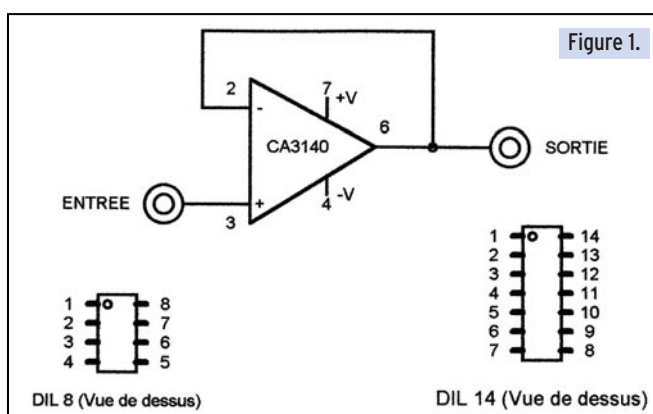 Figure 1.
2
-
7
+V
6
CA3140
SORTIE
ENTREE
+
3
4
-V
1 8
2 7
3 6
4 5
DIL 8 (Vue de dessus)
1 14
2 13
3 12
4 11
5 10
6 9
7 8
DIL 14 (Vue de dessus)